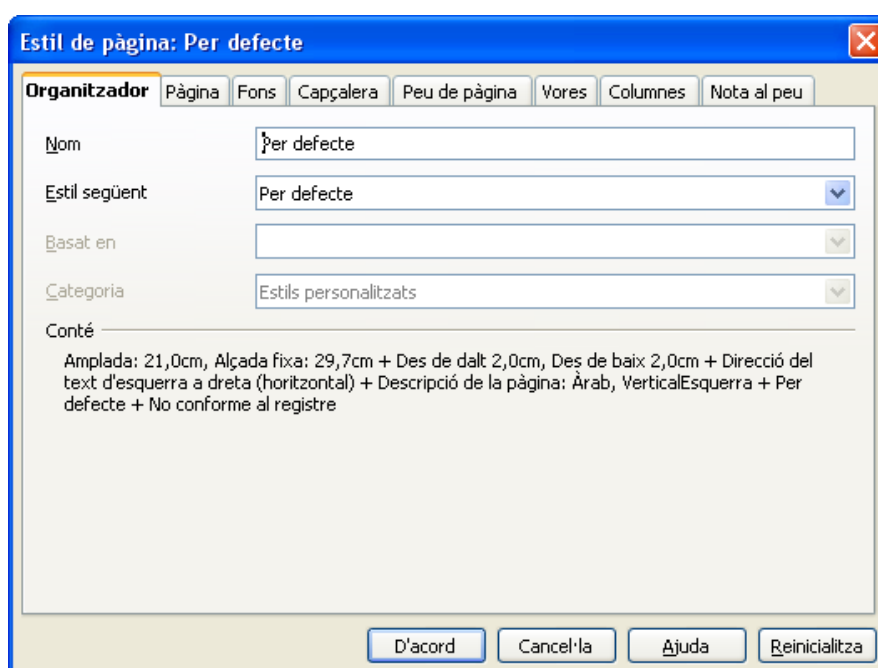 Estil de pàgina: Per defecte
Organitzador Pàgina Fons Capçalera Peu de pàgina Vores Columnes Nota al peu
Nom Per defecte
Estil següent Per defecte
Basat en
Categoria Estils personalitzats
Conté
Amplada: 21,0cm, Alçada fixa: 29,7cm + Des de dalt 2,0cm, Des de baix 2,0cm + Direcció del
text d'esquerra a dreta (horitzontal) + Descripció de la pàgina: Àrab, VerticalEsquerra + Per
defecte + No conforme al registre
D'acord Cancel·la Ajuda Reinicialitza